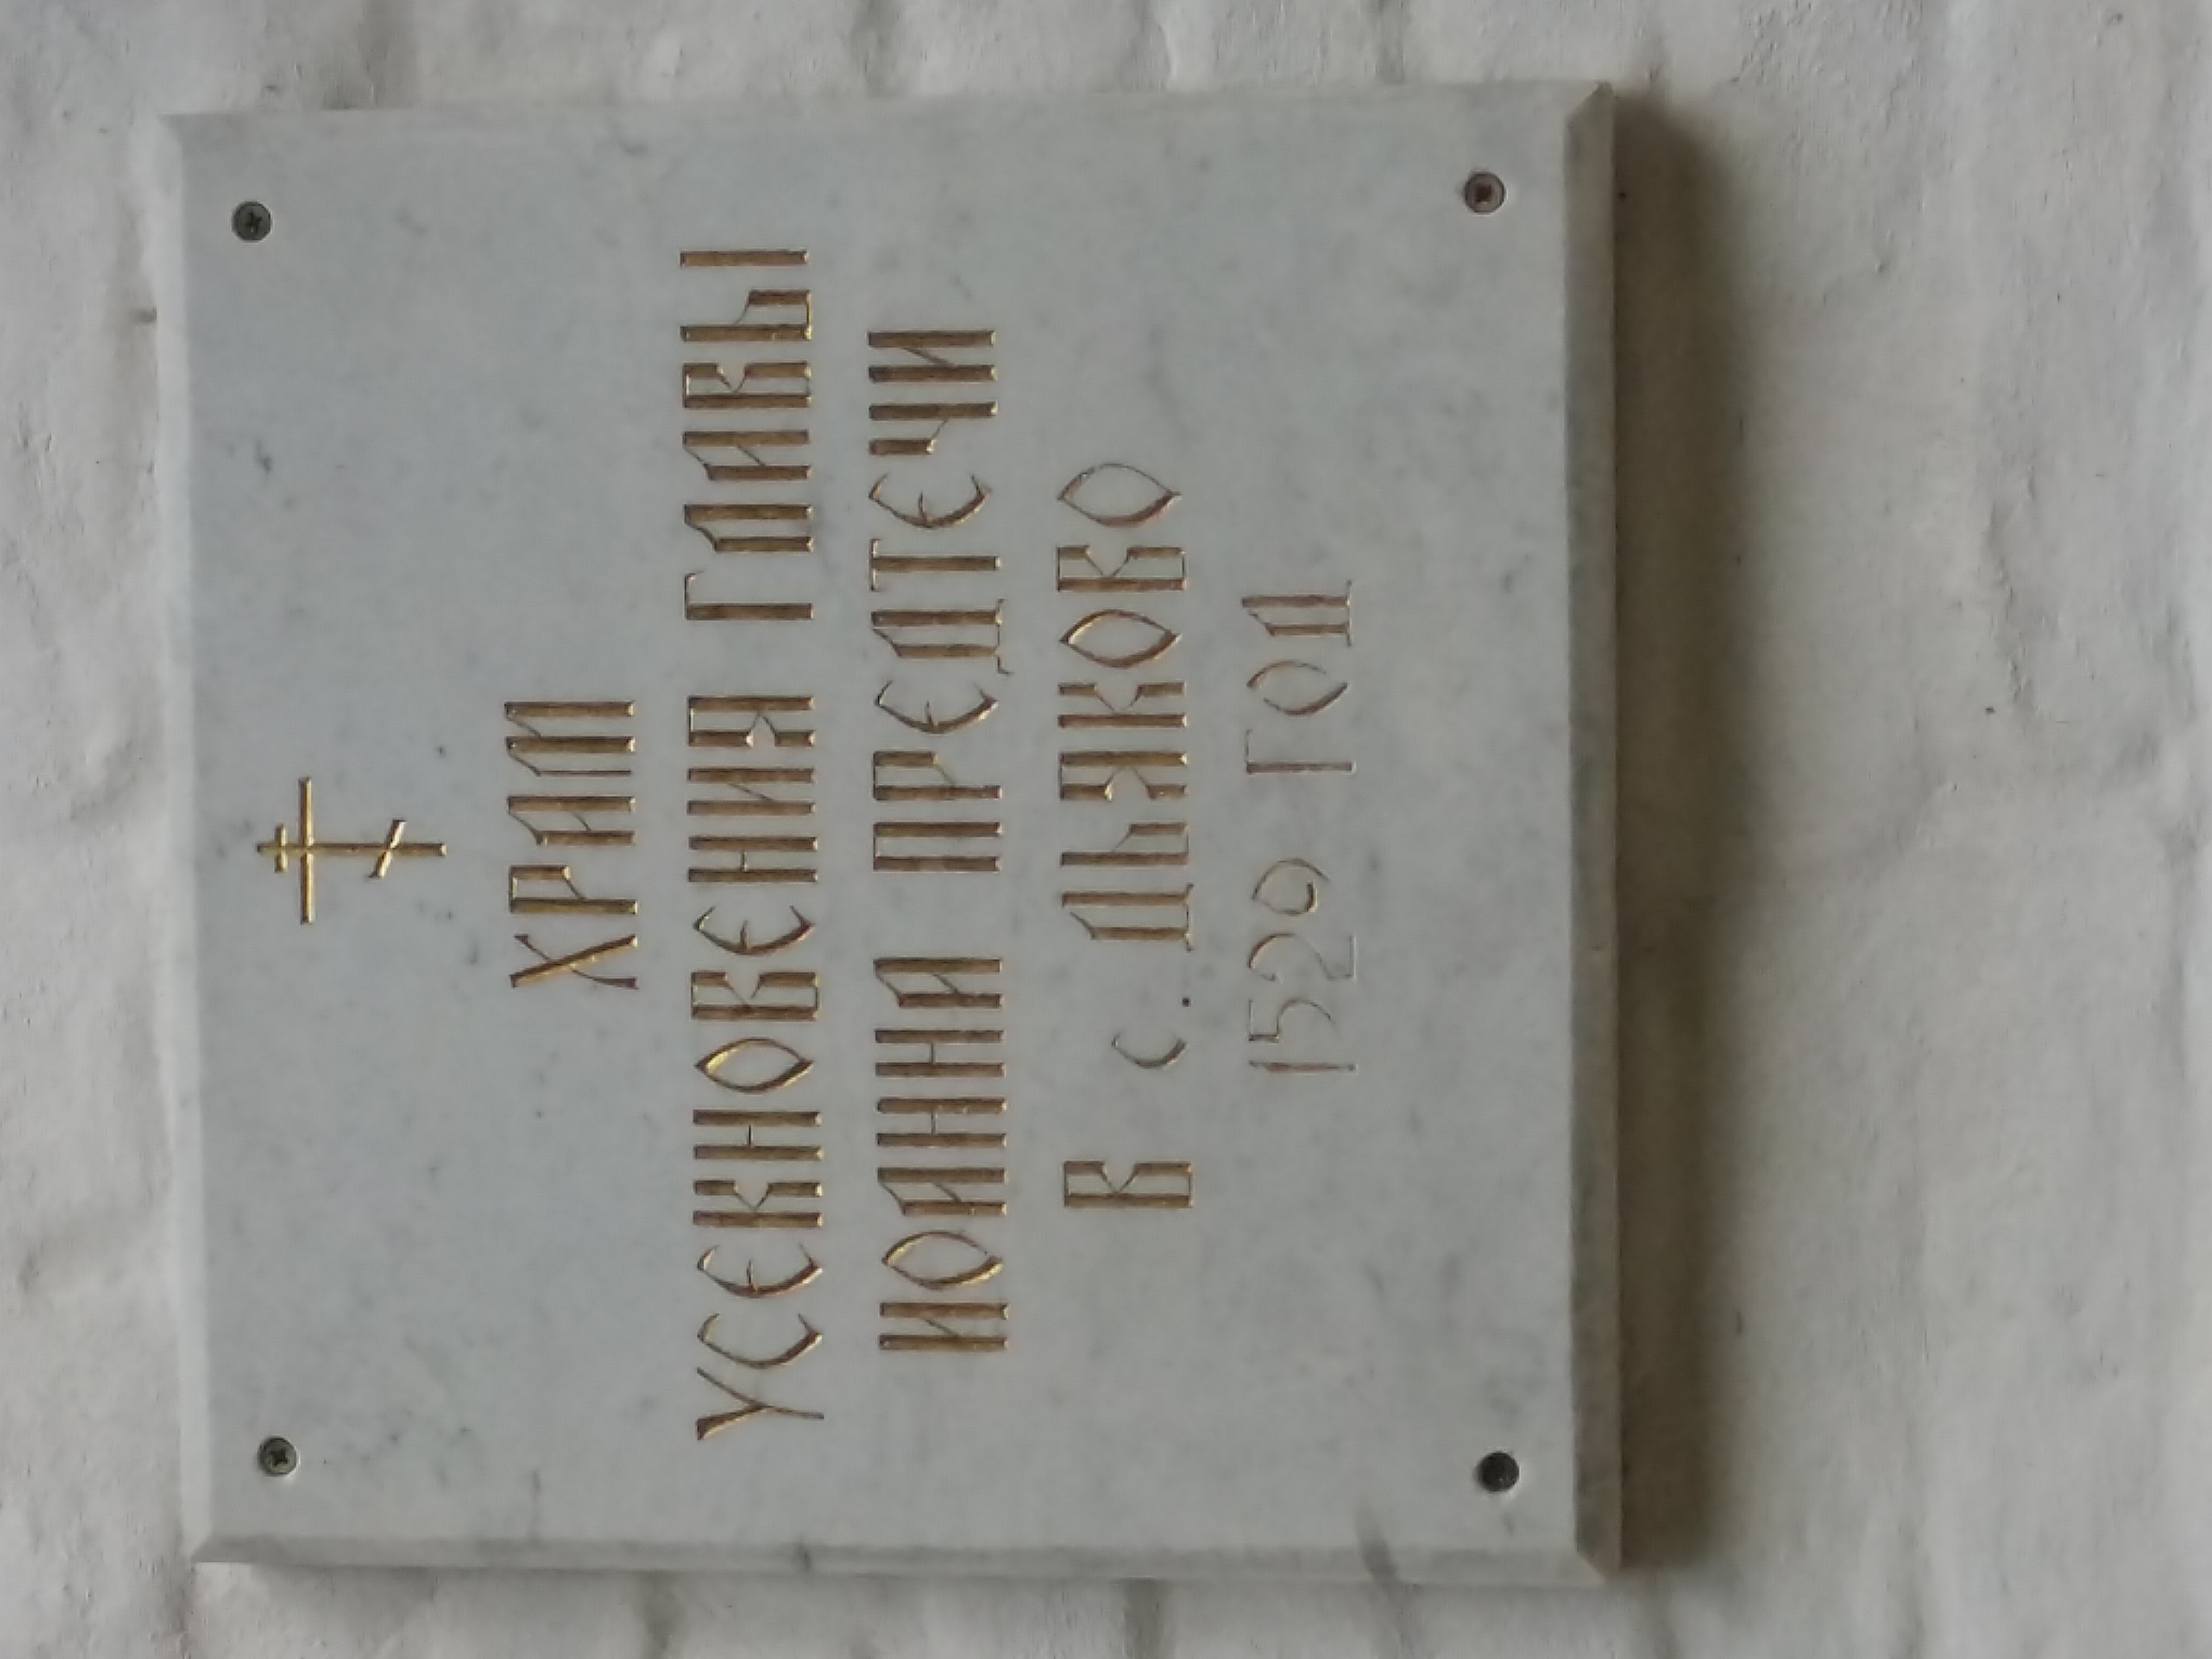 ХРАМ
УСЕКНОВЕНИЯ ГЛАВЫ
ИОАННА ПРЕДТЕЧИ
В с. ДЬЯКОВО
1529 ГОД